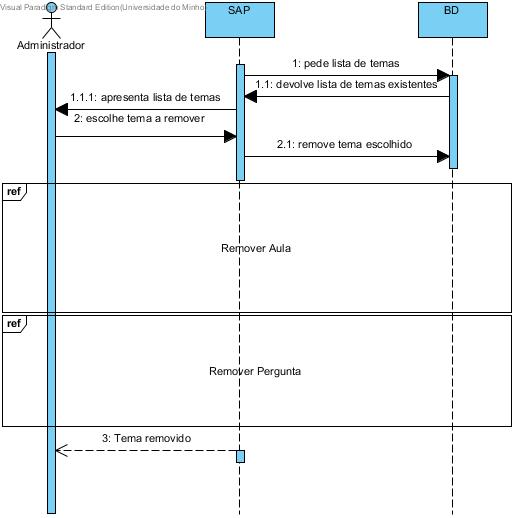 Visual Paradigm Standard Edition(Universidade do Minho
SAP
BD
Administrador
1: pede lista de temas
1.1: devolve lista de temas existentes
1.1.1: apresenta lista de temas
2: escolhe tema a remover
2.1: remove tema escolhido
ref
Remover Aula
ref
Remover Pergunta
3: Tema removido